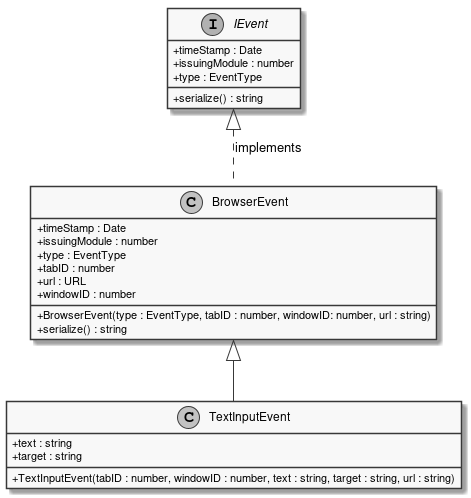 I IEvent
+timeStamp : Date
+issuingModule : number
+type : EventType
+serialize() : string
implements
C BrowserEvent
+timeStamp : Date
+issuingModule : number
+type : EventType
+tabID : number
+url : URL
+windowID : number
+BrowserEvent(type : EventType, tabID : number, windowID: number, url : string)
+serialize() : string
C TextInputEvent
+text : string
+target : string
+TextInputEvent(tabID : number, windowID : number, text : string, target : string, url : string)